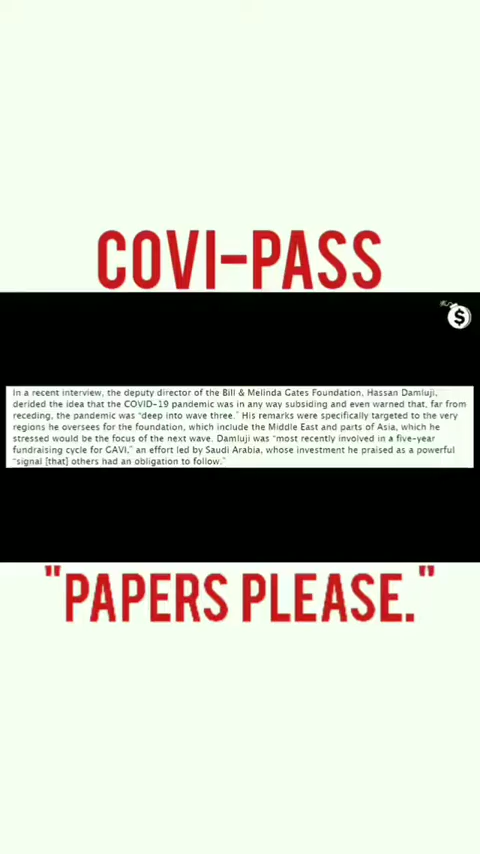 COVI-PASS
$
In a recent interview, the deputy director of the Bill & Melinda Gates Foundation, Hassan Damluji,
derided the idea that the COVID-19 pandemic was in any way subsiding and even warned that, far from
receding, the pandemic was "deep into wave three." His remarks were specifically targeted to the very
regions he oversees for the foundation, which include the Middle East and parts of Asia, which he
stressed would be the focus of the next wave. Damluji was "most recently involved in a five-year
fundraising cycle for GAVI," an effort led by Saudi Arabia, whose investment he praised as a powerful
"signal [that] others had an obligation to follow."
"PAPERS PLEASE."